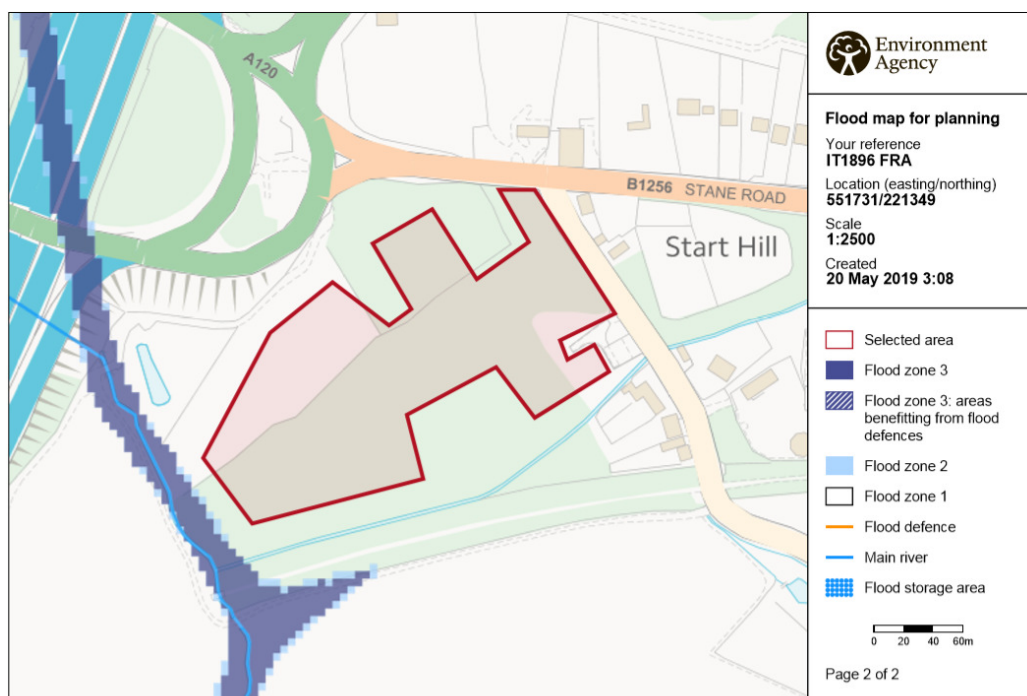 A120
B1256 STANE ROAD
Start Hill
Environment
Agency
Flood map for planning
Your reference
IT1896 FRA
Location (easting/northing)
551731/221349
Scale
1:2500
Created
20 May 2019 3:08
Selected area
Flood zone 3
Flood zone 3: areas
benefitting from flood
defences
Flood zone 2
Flood zone 1
Flood defence
Main river
Flood storage area
0 20 40 60m
Page 2 of 2